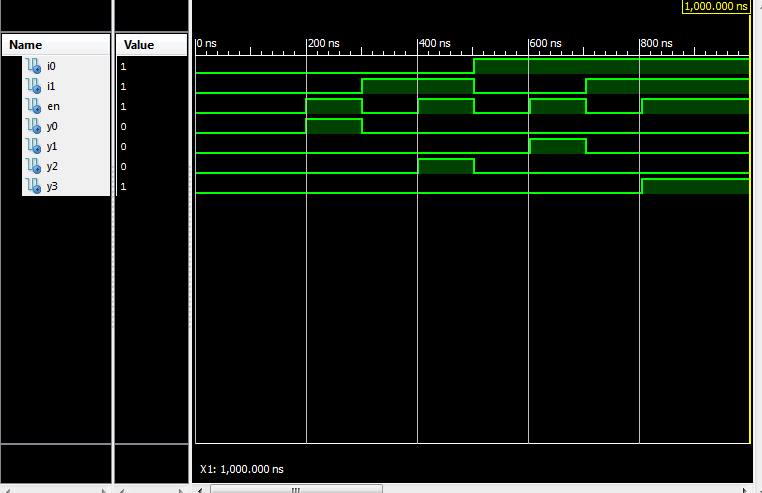 1,000.000 ns
Name Value 0 ns 200 ns 400 ns 600 ns 800 ns
i0 1
i1 1
en 1
y0 0
y1 0
y2 0
y3 1
X1: 1,000.000 ns